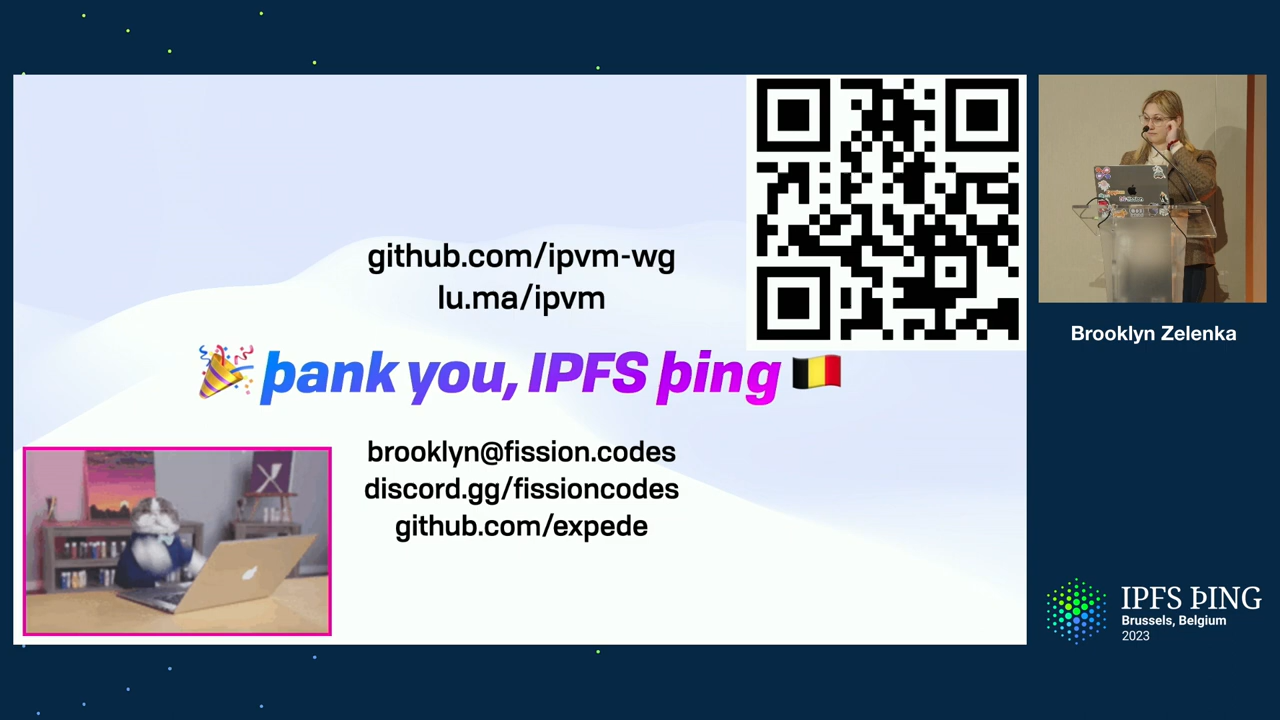 github.com/ipvm-wg
lu.ma/ipvm
þank you, IPFS þing
brooklyn@fission.codes
discord.gg/fissioncodes
github.com/expede
Brooklyn Zelenka
IPFS ÞING
Brussels, Belgium
2023